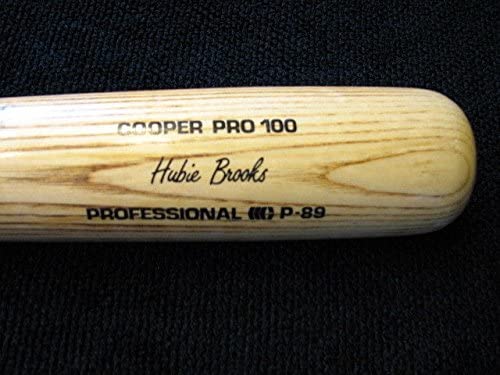 COOPER PRO 100
Hubie Brooks
PROFESSIONAL P-89